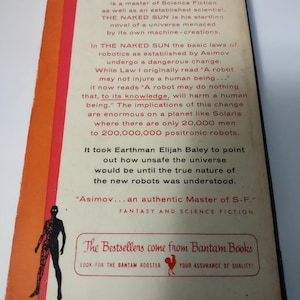 is a master of Science Fiction
as well as an established scientist.
THE NAKED SUN is his startling
novel of a universe menaced
by its own machine-creations.
In THE NAKED SUN the basic laws of
robotics as established by Asimov
undergo a dangerous change.
While Law I originally read "A robot
may not injure a human being ..."
it now reads "A robot may do nothing
that, to its knowledge, will harm a human
being." The implications of this change
are enormous on a planet like Solaria
where there are only 20,000 men
to 200,000,000 positronic robots.
It took Earthman Elijah Baley to point
out how unsafe the universe
would be until the true nature of
the new robots was understood.
"Asimov...an authentic Master of S-F."
FANTASY AND SCIENCE FICTION
The Bestsellers come from Bantam Books
LOOK FOR THE BANTAM ROOSTER YOUR ASSURANCE OF QUALITY!